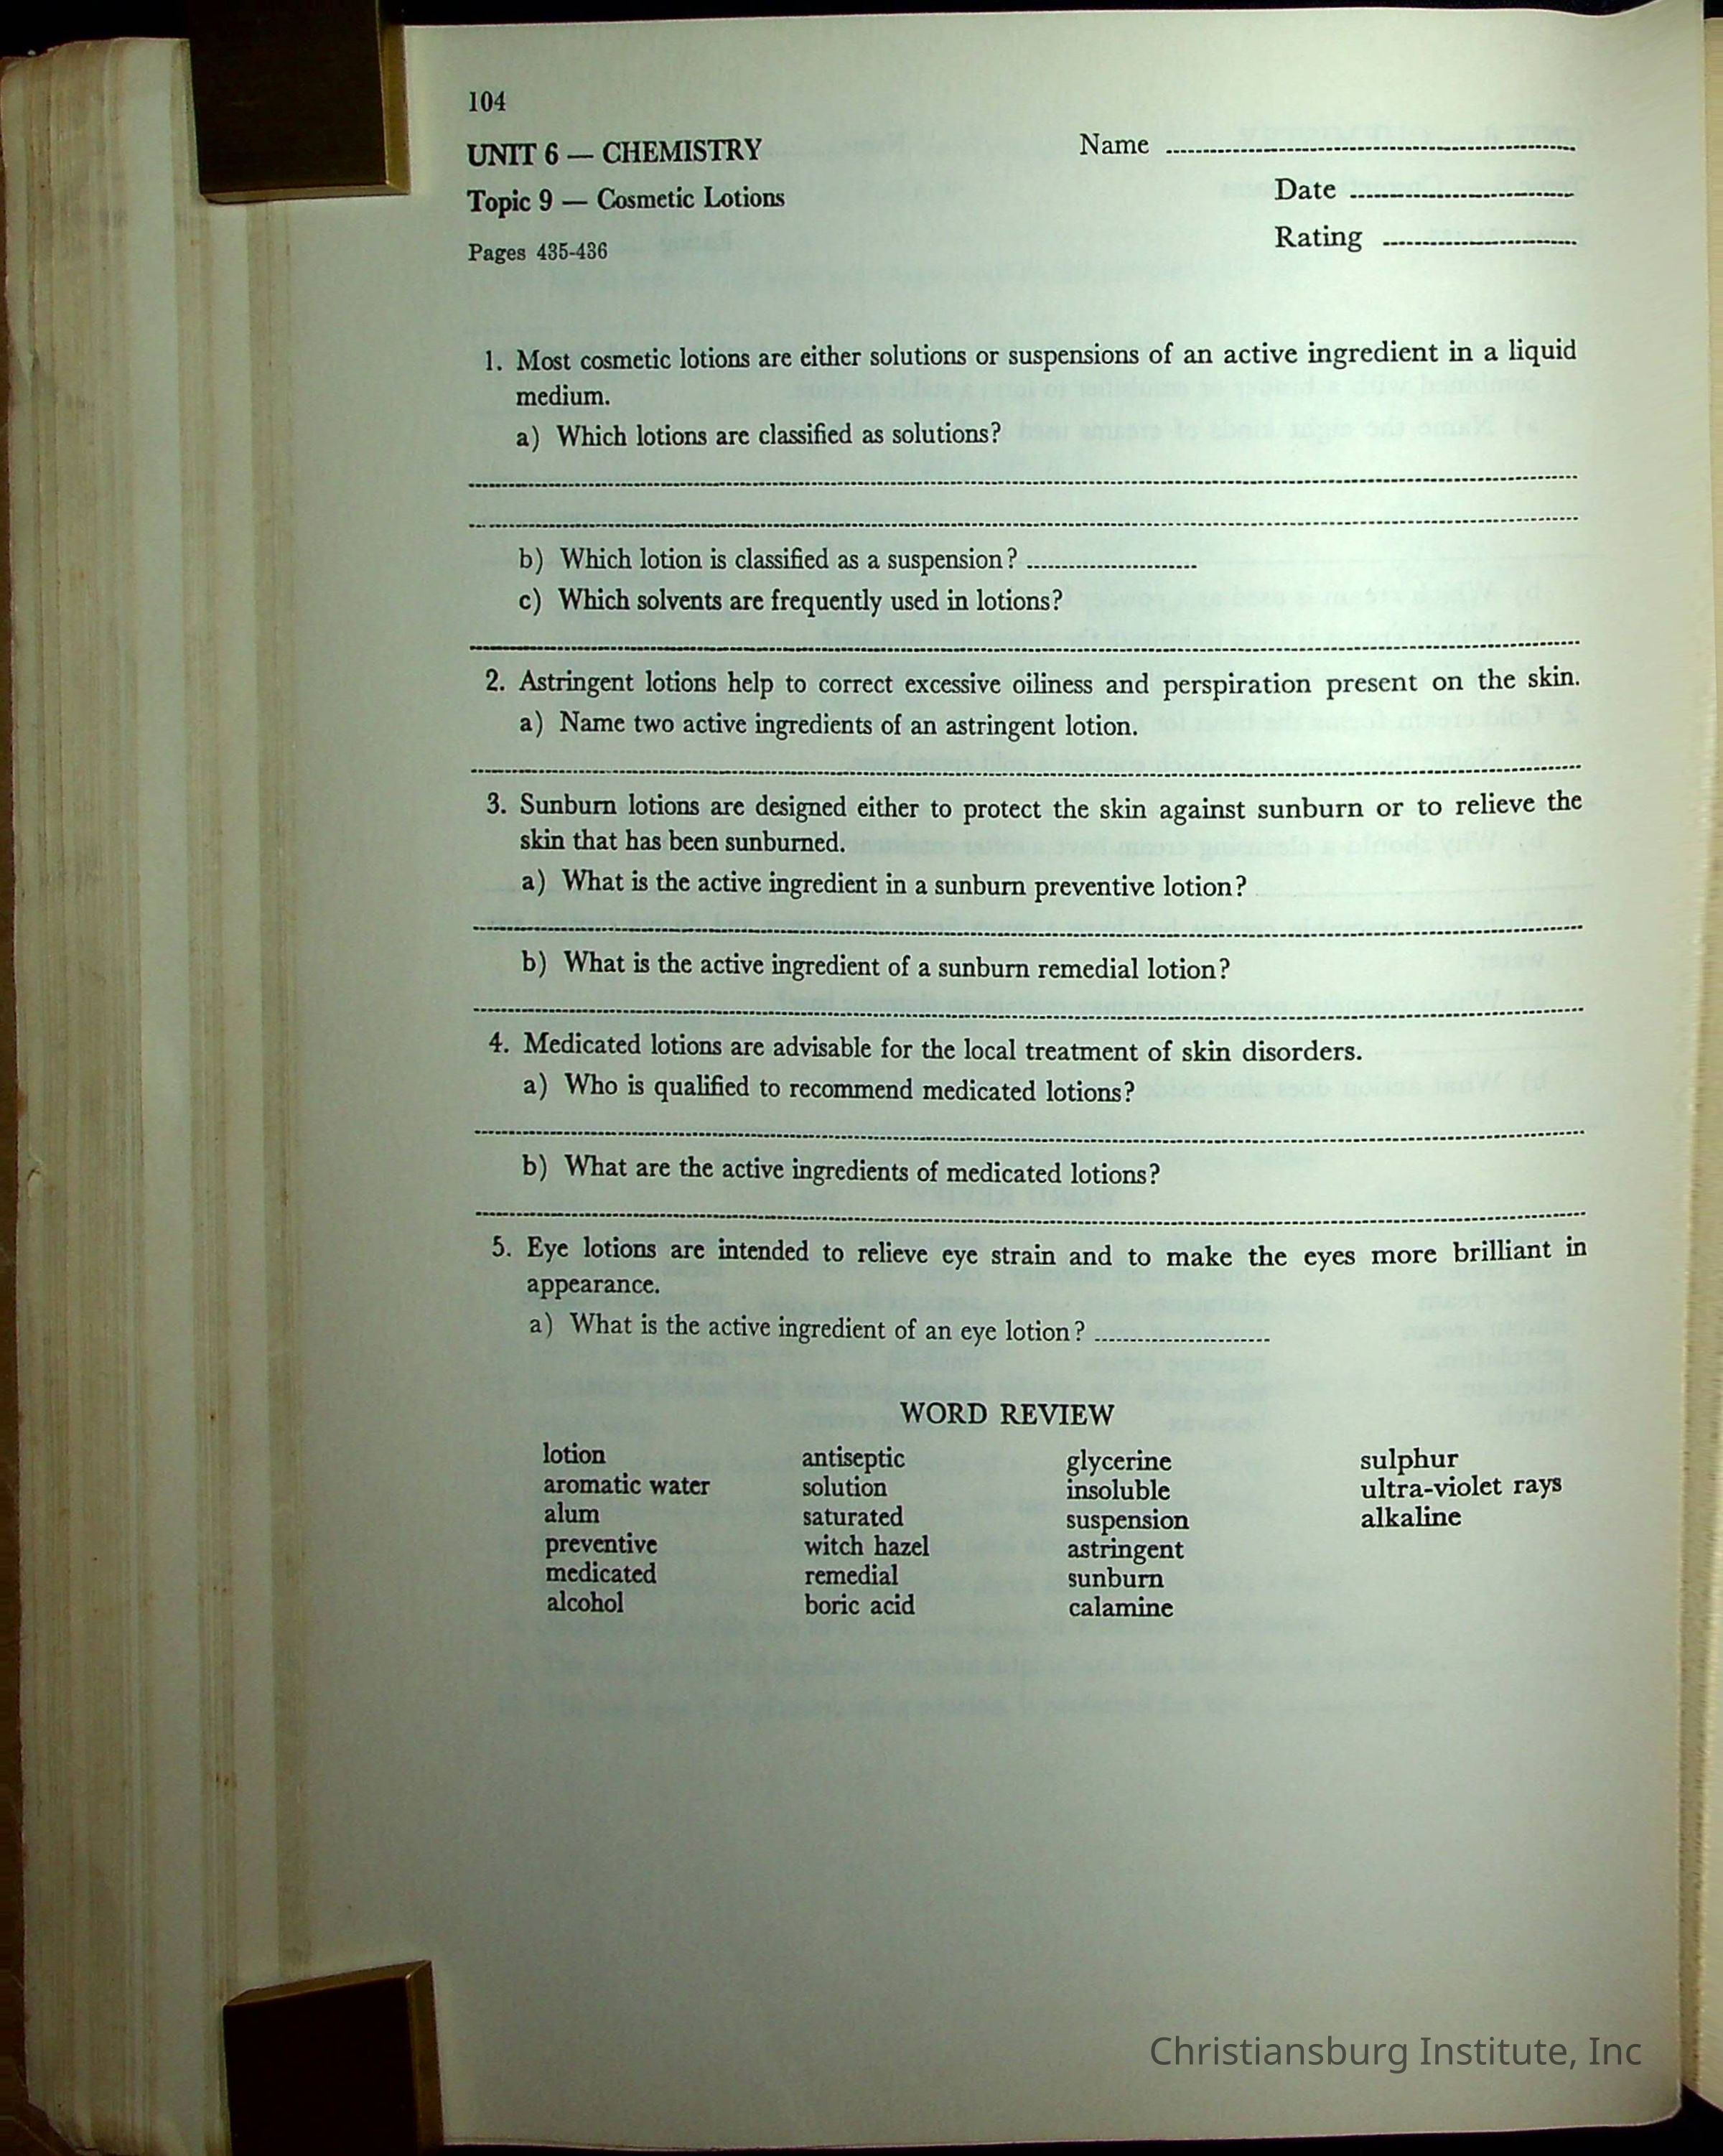 104
UNIT 6 — CHEMISTRY
Name
Topic 9 — Cosmetic Lotions
Date
Pages 435-436
Rating
1. Most cosmetic lotions are either solutions or suspensions of an active ingredient in a liquid
medium.
a) Which lotions are classified as solutions?
b) Which lotion is classified as a suspension?
c) Which solvents are frequently used in lotions?
2. Astringent lotions help to correct excessive oiliness and perspiration present on the skin.
a) Name two active ingredients of an astringent lotion.
3. Sunburn lotions are designed either to protect the skin against sunburn or to relieve the
skin that has been sunburned.
a) What is the active ingredient in a sunburn preventive lotion?
b) What is the active ingredient of a sunburn remedial lotion?
4. Medicated lotions are advisable for the local treatment of skin disorders.
a) Who is qualified to recommend medicated lotions?
b) What are the active ingredients of medicated lotions?
5. Eye lotions are intended to relieve eye strain and to make the eyes more brilliant in
appearance.
a) What is the active ingredient of an eye lotion?
WORD REVIEW
lotion antiseptic glycerine sulphur
aromatic water solution insoluble ultra-violet rays
alum saturated suspension alkaline
preventive witch hazel astringent
medicated remedial sunburn
alcohol boric acid calamine
Christiansburg Institute, Inc